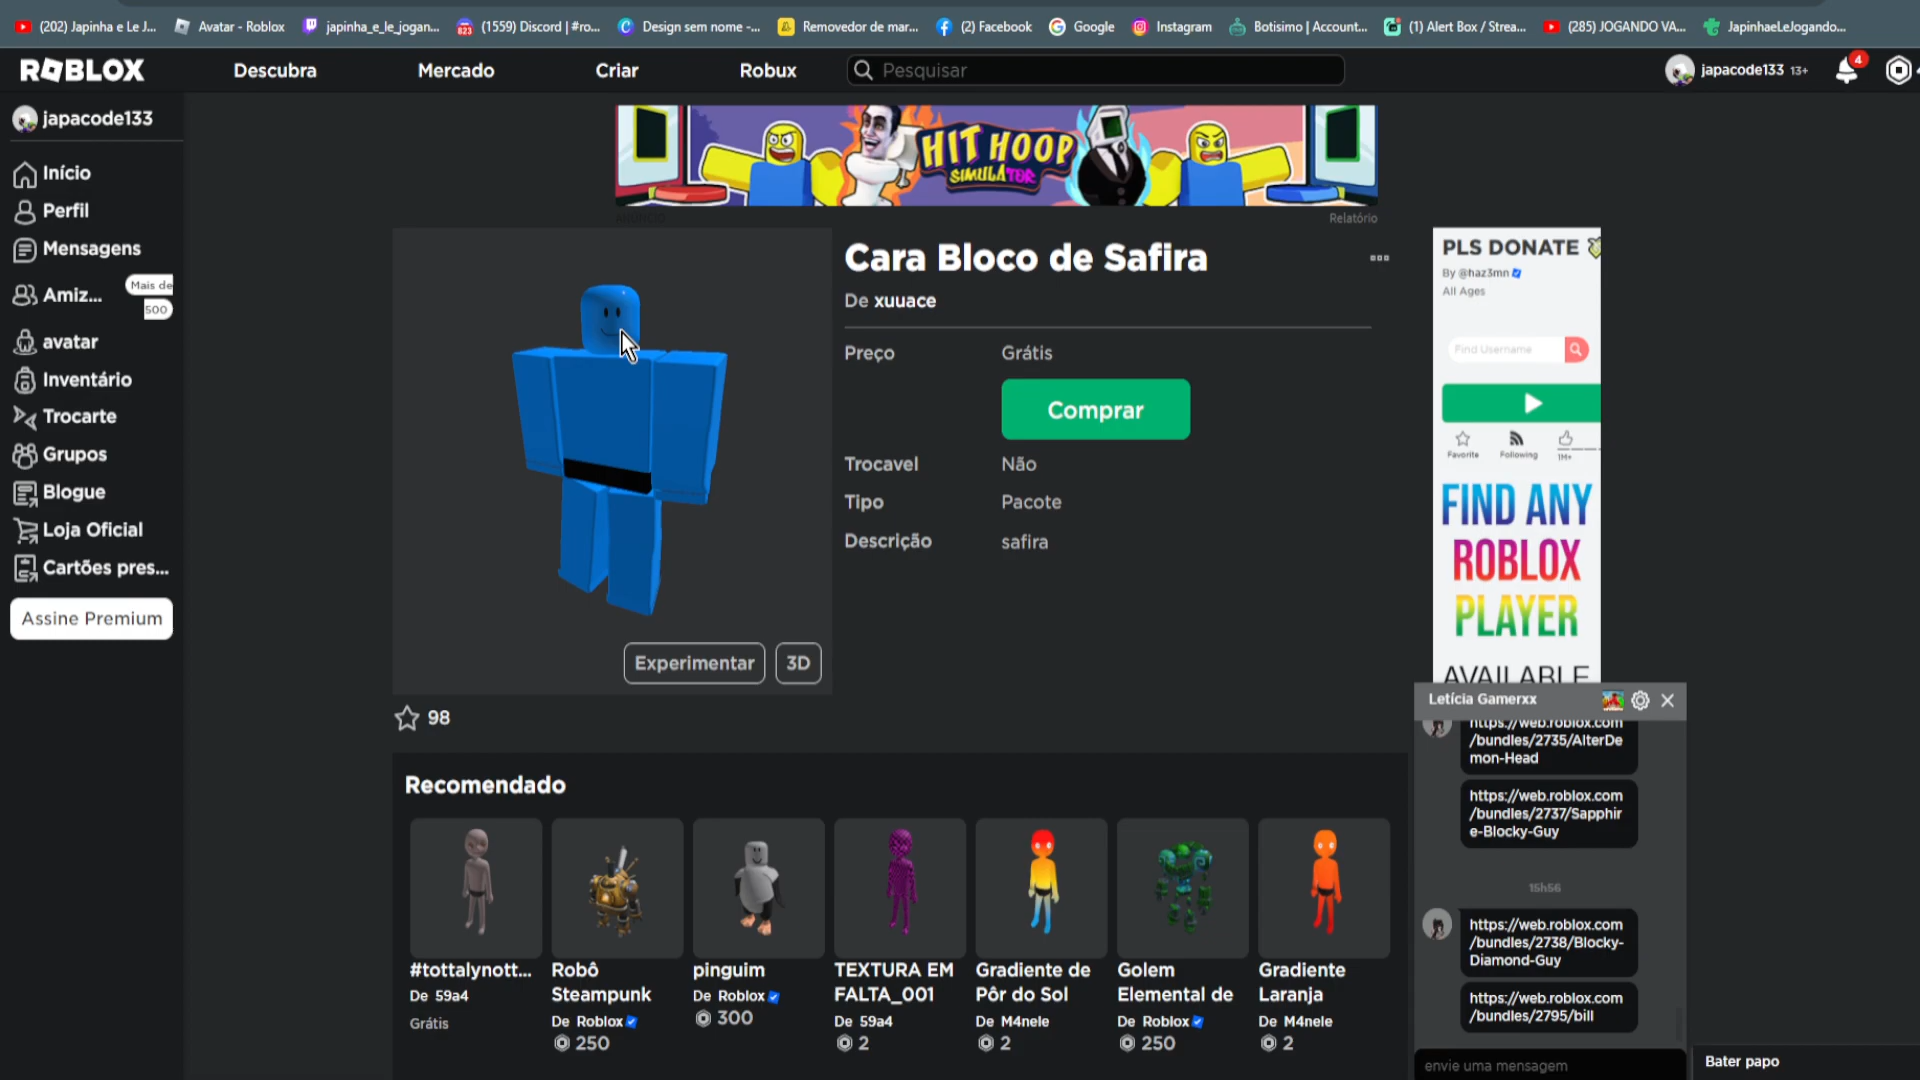 (202) Japinha e Le J...
Avatar - Roblox
japinha_e_le_jogan...
(1559) Discord | #ro...
Design sem nome -...
Removedor de mar...
(2) Facebook
Google
Instagram
Botisimo | Account...
(1) Alert Box / Strea...
(285) JOGANDO VA...
JapinhaeLeJogando...
ROBLOX
Descubra
Mercado
Criar
Robux
Pesquisar
japacode133 13+
4
japacode133
Início
Perfil
Mensagens
Amiz...
Mais de
500
avatar
Inventário
Trocarte
Grupos
Blogue
Loja Oficial
Cartões pres...
Assine Premium
HIT HOOP
SIMULATOR
ANÚNCIO
Relatório
Cara Bloco de Safira
De xuuace
Preço
Grátis
Comprar
Trocavel
Não
Tipo
Pacote
Descrição
safira
Experimentar
3D
98
PLS DONATE
By @haz3mn
All Ages
Find Username
Favorite
Following
1M+
FIND ANY
ROBLOX
PLAYER
AVAILABLE
Recomendado
#tottalynott...
De 59a4
Grátis
Robô
Steampunk
De Roblox
250
pinguim
De Roblox
300
TEXTURA EM
FALTA_001
De 59a4
2
Gradiente de
Pôr do Sol
De M4nele
2
Golem
Elemental de
De Roblox
250
Gradiente
Laranja
De M4nele
2
Letícia Gamerxx
https://web.roblox.com
/bundles/2735/AlterDe
mon-Head
https://web.roblox.com
/bundles/2737/Sapphir
e-Blocky-Guy
15h56
https://web.roblox.com
/bundles/2738/Blocky-
Diamond-Guy
https://web.roblox.com
/bundles/2795/bill
envie uma mensagem
Bater papo